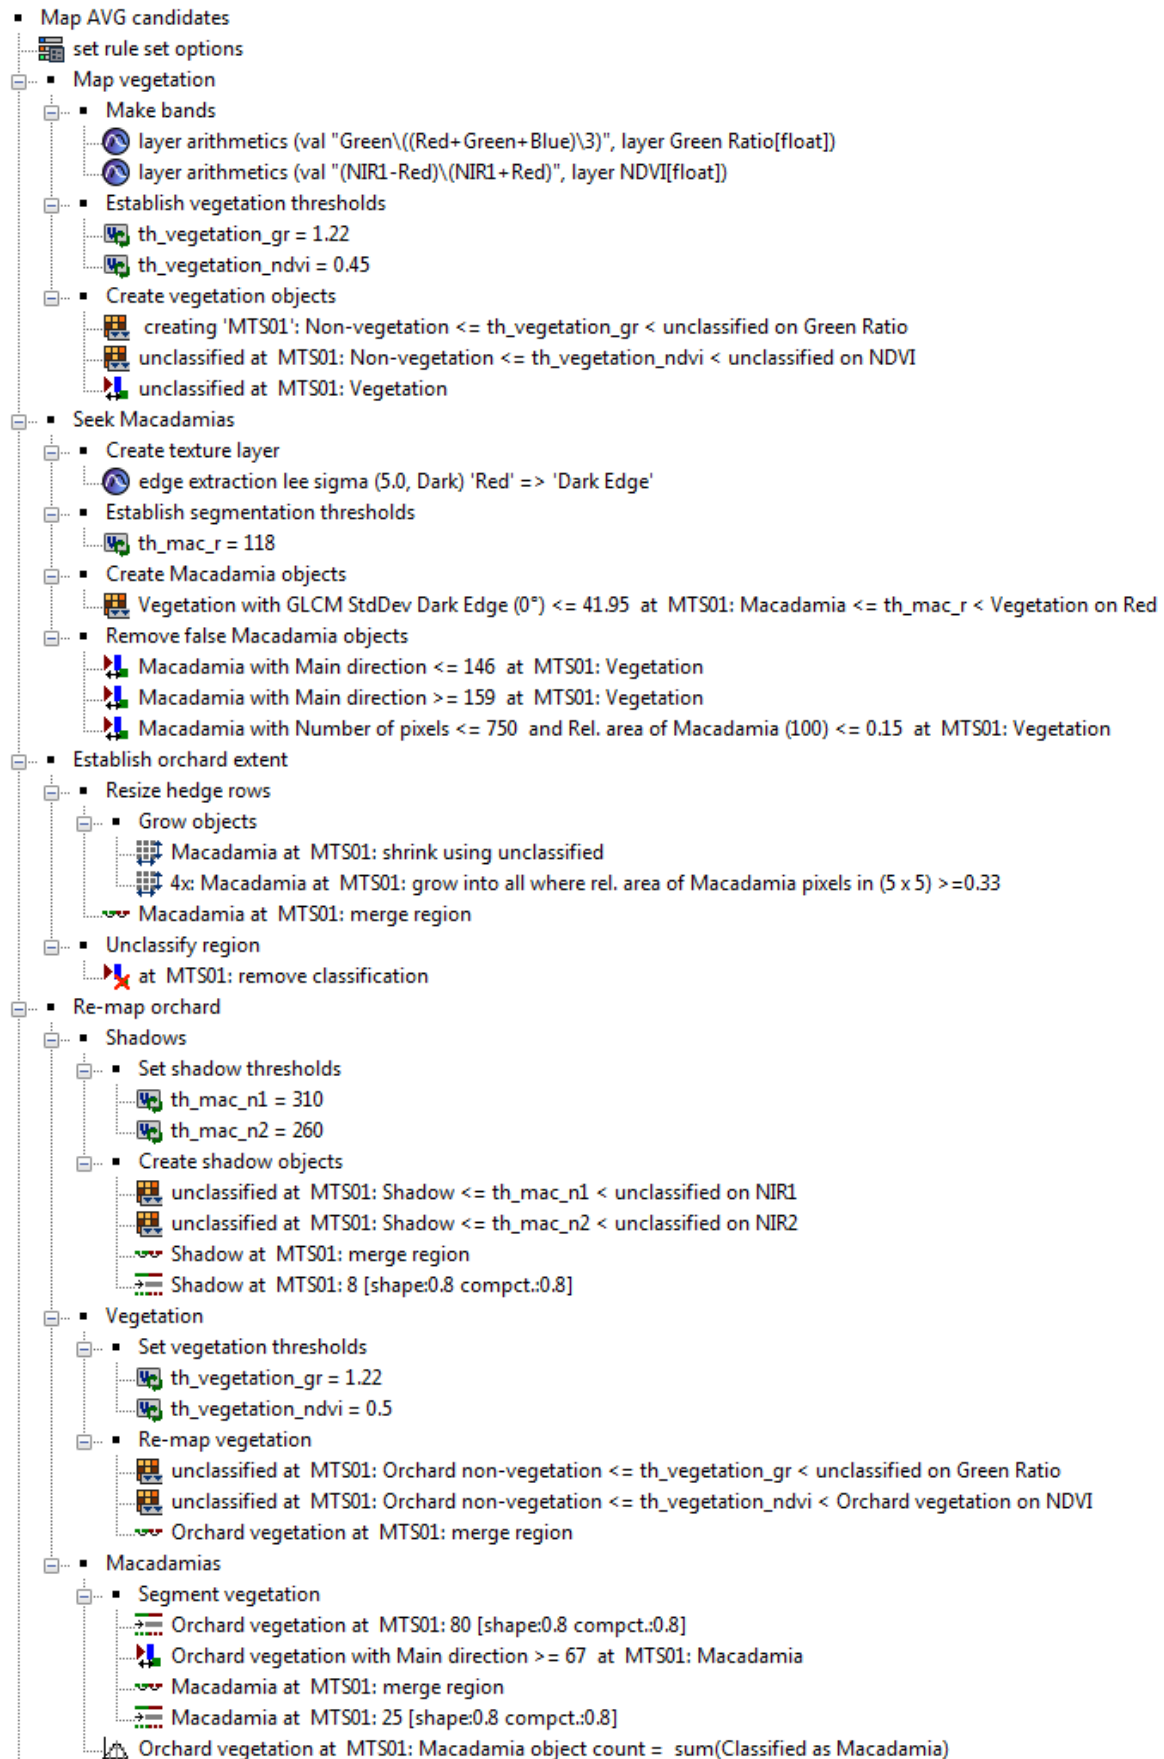 Map AVG candidates
set rule set options
Map vegetation
Make bands
layer arithmetics (val "Green\((Red+Green+Blue)\3)", layer Green Ratio[float])
layer arithmetics (val "(NIR1-Red)\(NIR1+Red)", layer NDVI[float])
Establish vegetation thresholds
th_vegetation_gr = 1.22
th_vegetation_ndvi = 0.45
Create vegetation objects
creating 'MTS01': Non-vegetation <= th_vegetation_gr < unclassified on Green Ratio
unclassified at MTS01: Non-vegetation <= th_vegetation_ndvi < unclassified on NDVI
unclassified at MTS01: Vegetation
Seek Macadamias
Create texture layer
edge extraction lee sigma (5.0, Dark) 'Red' => 'Dark Edge'
Establish segmentation thresholds
th_mac_r = 118
Create Macadamia objects
Vegetation with GLCM StdDev Dark Edge (0°) <= 41.95 at MTS01: Macadamia <= th_mac_r < Vegetation on Red
Remove false Macadamia objects
Macadamia with Main direction <= 146 at MTS01: Vegetation
Macadamia with Main direction >= 159 at MTS01: Vegetation
Macadamia with Number of pixels <= 750 and Rel. area of Macadamia (100) <= 0.15 at MTS01: Vegetation
Establish orchard extent
Resize hedge rows
Grow objects
Macadamia at MTS01: shrink using unclassified
4x: Macadamia at MTS01: grow into all where rel. area of Macadamia pixels in (5 x 5) >=0.33
Macadamia at MTS01: merge region
Unclassify region
at MTS01: remove classification
Re-map orchard
Shadows
Set shadow thresholds
th_mac_n1 = 310
th_mac_n2 = 260
Create shadow objects
unclassified at MTS01: Shadow <= th_mac_n1 < unclassified on NIR1
unclassified at MTS01: Shadow <= th_mac_n2 < unclassified on NIR2
Shadow at MTS01: merge region
Shadow at MTS01: 8 [shape:0.8 compct.:0.8]
Vegetation
Set vegetation thresholds
th_vegetation_gr = 1.22
th_vegetation_ndvi = 0.5
Re-map vegetation
unclassified at MTS01: Orchard non-vegetation <= th_vegetation_gr < unclassified on Green Ratio
unclassified at MTS01: Orchard non-vegetation <= th_vegetation_ndvi < Orchard vegetation on NDVI
Orchard vegetation at MTS01: merge region
Macadamias
Segment vegetation
Orchard vegetation at MTS01: 80 [shape:0.8 compct.:0.8]
Orchard vegetation with Main direction >= 67 at MTS01: Macadamia
Macadamia at MTS01: merge region
Macadamia at MTS01: 25 [shape:0.8 compct.:0.8]
Orchard vegetation at MTS01: Macadamia object count = sum(Classified as Macadamia)